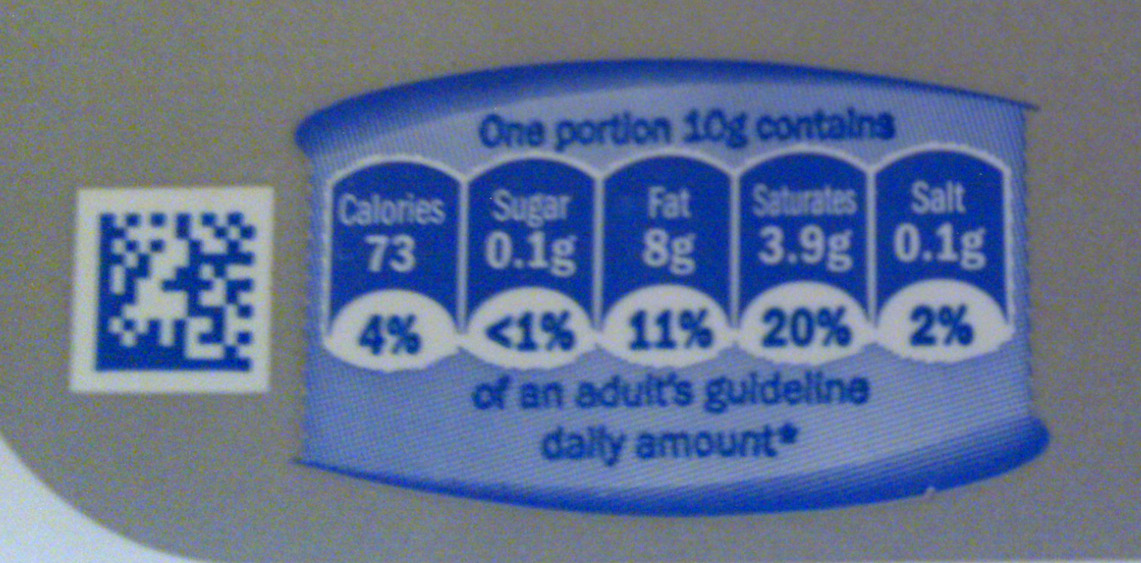 One portion 10g contains
Calories Sugar Fat Saturates Salt
73 0.1g 8g 3.9g 0.1g
4% <1% 11% 20% 2%
of an adult's guideline
daily amount*